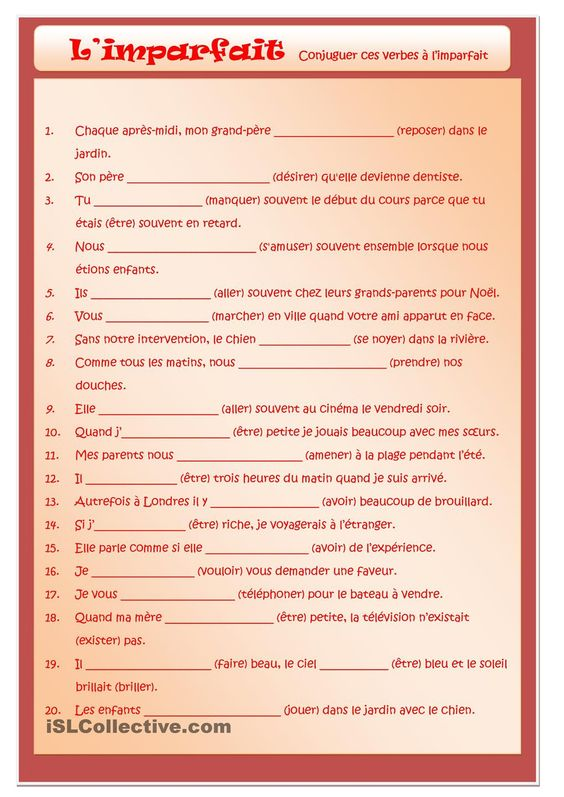 L'imparfait Conjuguer ces verbes à l'imparfait
1. Chaque après-midi, mon grand-père ____________________ (reposer) dans le
jardin.
2. Son père ________________________ (désirer) qu'elle devienne dentiste.
3. Tu __________________ (manquer) souvent le début du cours parce que tu
étais (être) souvent en retard.
4. Nous _________________________ (s'amuser) souvent ensemble lorsque nous
étions enfants.
5. Ils ____________________ (aller) souvent chez leurs grands-parents pour Noël.
6. Vous _________________ (marcher) en ville quand votre ami apparut en face.
7. Sans notre intervention, le chien _______________ (se noyer) dans la rivière.
8. Comme tous les matins, nous _________________________ (prendre) nos
douches.
9. Elle ____________________ (aller) souvent au cinéma le vendredi soir.
10. Quand j'__________________ (être) petite je jouais beaucoup avec mes sœurs.
11. Mes parents nous _____________________ (amener) à la plage pendant l'été.
12. Il _______________ (être) trois heures du matin quand je suis arrivé.
13. Autrefois à Londres il y __________________ (avoir) beaucoup de brouillard.
14. Si j'_______________ (être) riche, je voyagerais à l'étranger.
15. Elle parle comme si elle _________________ (avoir) de l'expérience.
16. Je _________________ (vouloir) vous demander une faveur.
17. Je vous ___________________ (téléphoner) pour le bateau à vendre.
18. Quand ma mère __________________ (être) petite, la télévision n'existait
(exister) pas.
19. Il _____________________ (faire) beau, le ciel ___________ (être) bleu et le soleil
brillait (briller).
20. Les enfants _______________________ (jouer) dans le jardin avec le chien.
iSLCollective.com